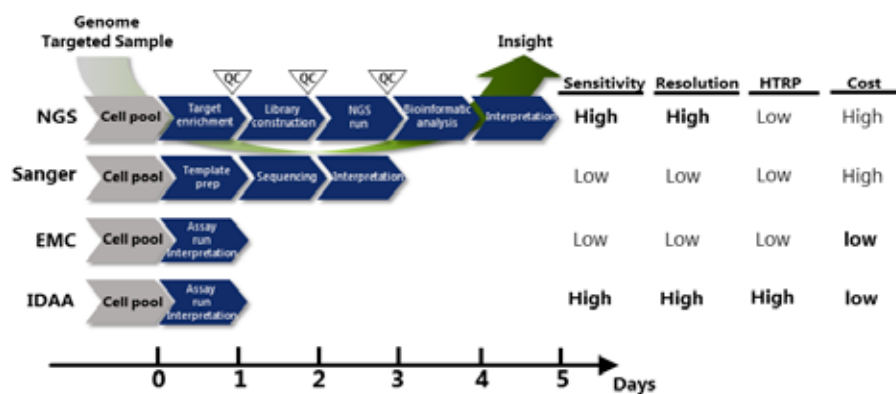 Genome
Targeted Sample
Insight
QC QC QC
Sensitivity Resolution HTRP Cost
NGS Cell pool Target enrichment Library construction NGS run Bioinformatic analysis Interpretation High High Low High
Sanger Cell pool Template prep Sequencing Interpretation Low Low Low High
EMC Cell pool Assay run Interpretation Low Low Low low
IDAA Cell pool Assay run Interpretation High High High low
0 1 2 3 4 5 Days